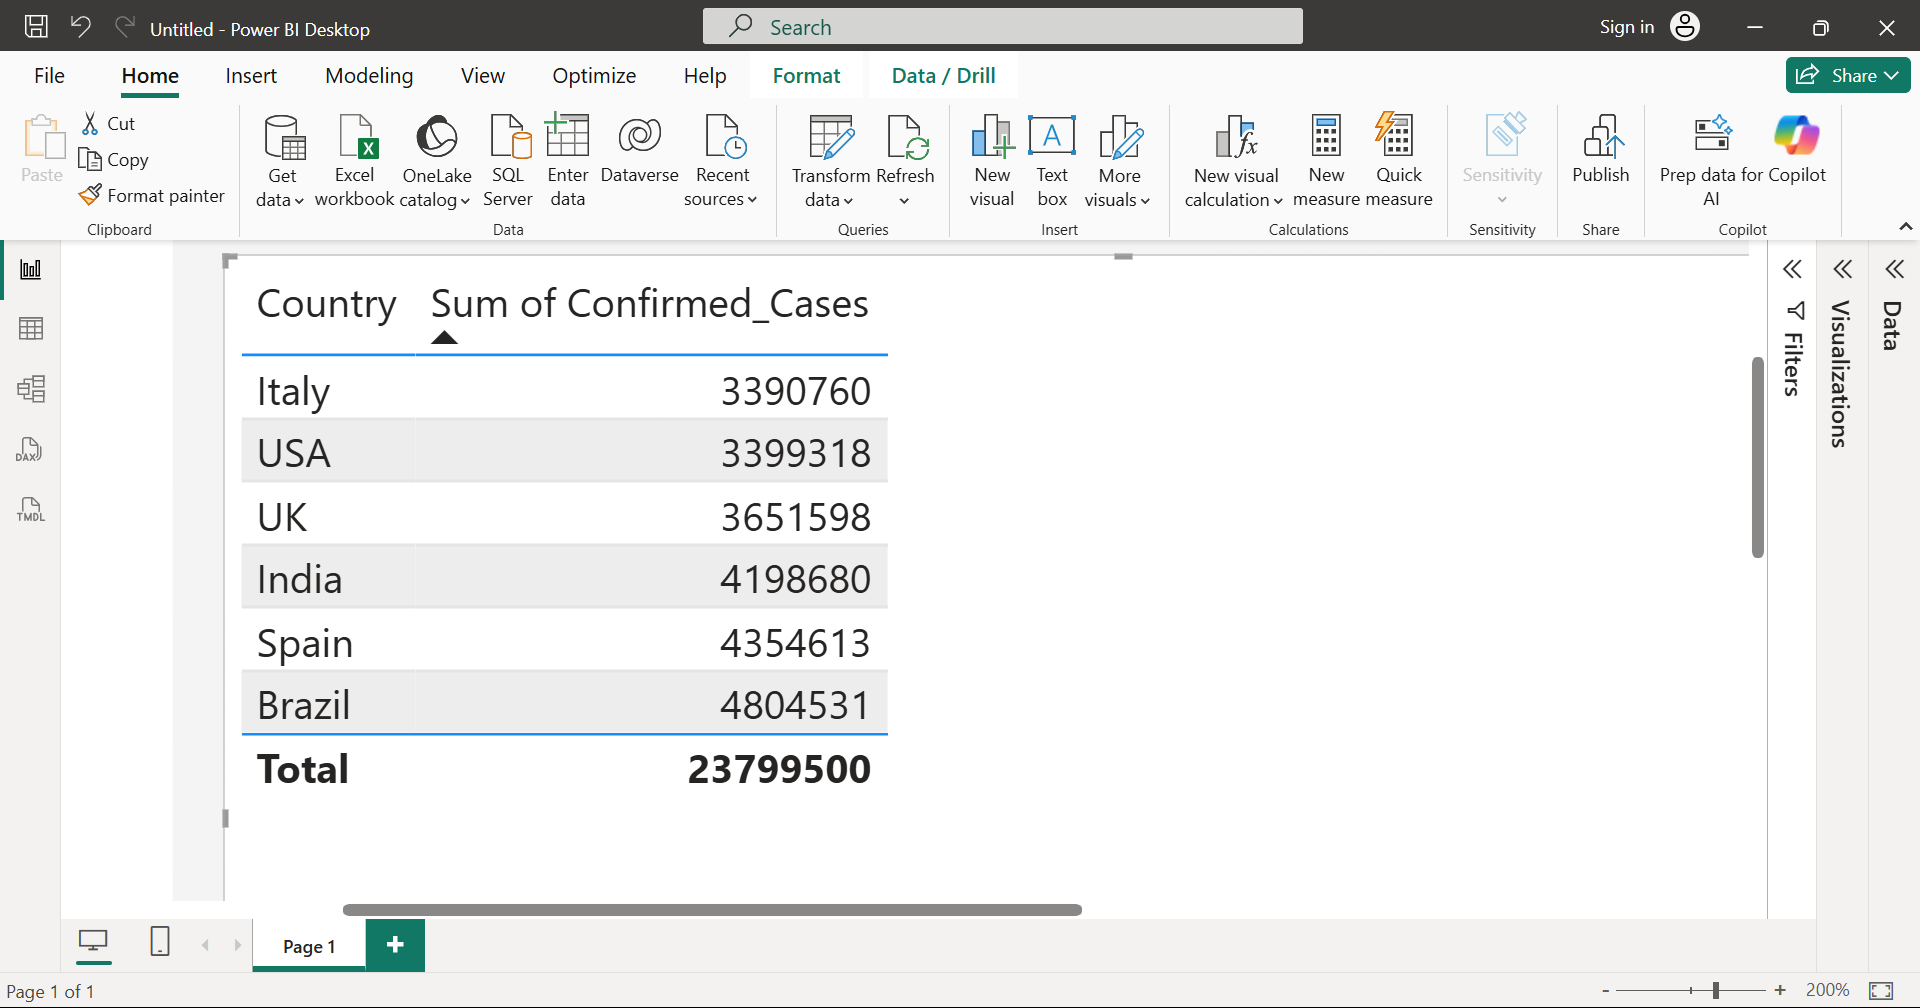 Untitled - Power BI Desktop
Search
Sign in
File Home Insert Modeling View Optimize Help Format Data / Drill
Share
Paste
Cut
Copy
Format painter
Clipboard
Get data
Excel workbook
OneLake catalog
SQL Server
Enter data
Dataverse
Recent sources
Data
Transform data
Refresh
Queries
New visual
A
Text box
More visuals
Insert
fx
New visual calculation
New measure
Quick measure
Calculations
Sensitivity
Sensitivity
Publish
Share
Prep data for AI
Copilot
Copilot
DAX
TMDL
Country Sum of Confirmed_Cases
Italy 3390760
USA 3399318
UK 3651598
India 4198680
Spain 4354613
Brazil 4804531
Total 23799500
Filters
Visualizations
Data
Page 1
Page 1 of 1
- + 200%